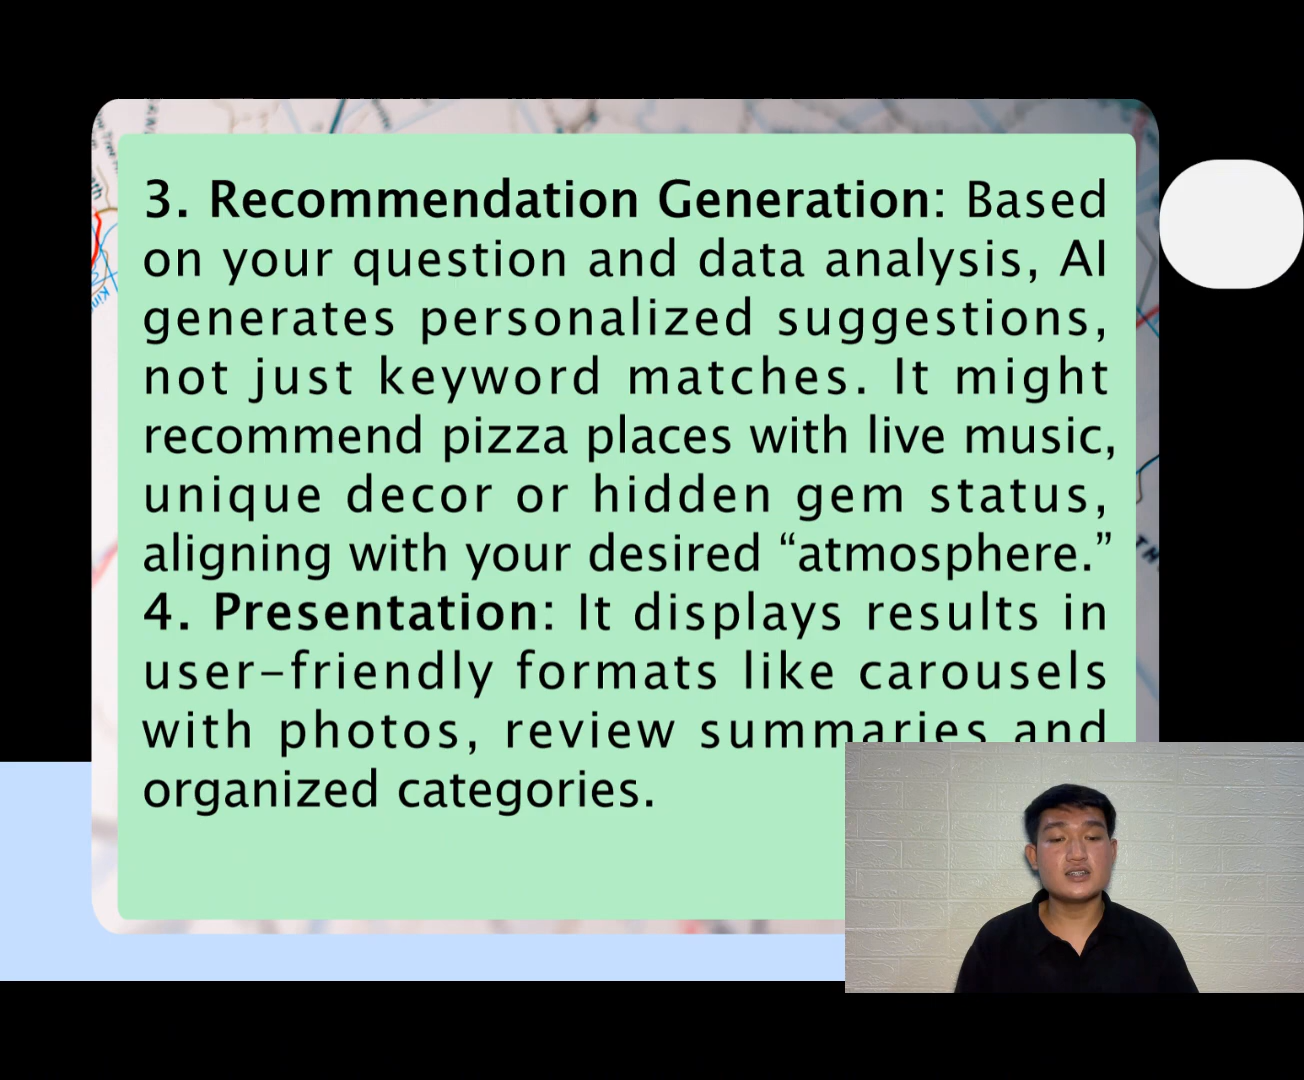 3. Recommendation Generation: Based
on your question and data analysis, AI
generates personalized suggestions,
not just keyword matches. It might
recommend pizza places with live music,
unique decor or hidden gem status,
aligning with your desired “atmosphere.”
4. Presentation: It displays results in
user-friendly formats like carousels
with photos, review summaries and
organized categories.